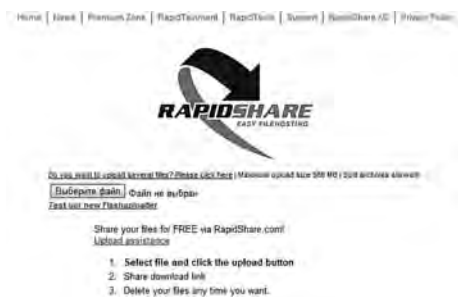 Home | News | Premium Zone | RapidTainment | RapidTools | Support | RapidShare AG | Privacy Policy
RAPIDSHARE
EASY FILEHOSTING
Do you want to upload several files? Please click here | Maximum upload size 200 MB | Split archives allowed!
Выберите файл Файл не выбран
Test our new Flashuploader
Share your files for FREE via RapidShare.com!
Upload assistance
1. Select file and click the upload button
2. Share download link
3. Delete your files any time you want.